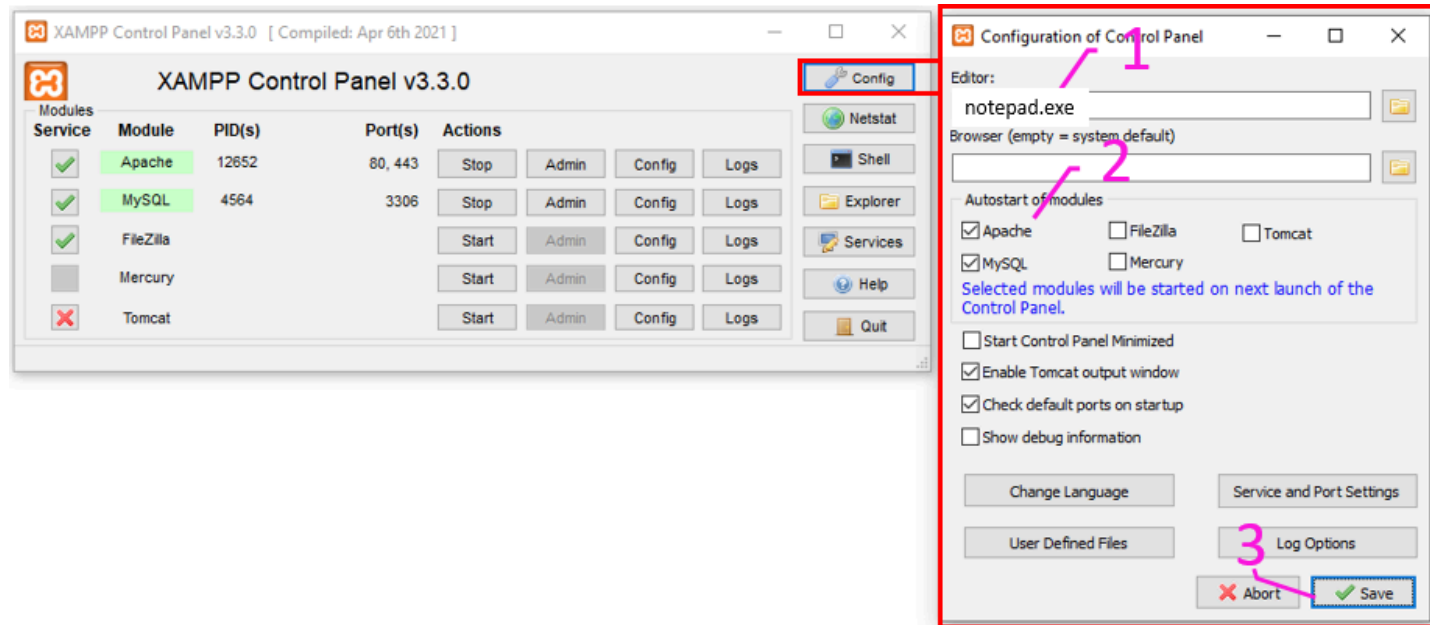 XAMPP Control Panel v3.3.0 [ Compiled: Apr 6th 2021 ]
XAMPP Control Panel v3.3.0
Config
Modules
Service Module PID(s) Port(s) Actions
Netstat
Apache 12652 80, 443 Stop Admin Config Logs
Shell
MySQL 4564 3306 Stop Admin Config Logs
Explorer
FileZilla Start Admin Config Logs
Services
Mercury Start Admin Config Logs
Help
Tomcat Start Admin Config Logs
Quit
Configuration of Control Panel
1
Editor:
notepad.exe
Browser (empty = system default)
2
Autostart of modules
Apache FileZilla Tomcat
MySQL Mercury
Selected modules will be started on next launch of the
Control Panel.
Start Control Panel Minimized
Enable Tomcat output window
Check default ports on startup
Show debug information
Change Language Service and Port Settings
User Defined Files Log Options
3
Abort Save